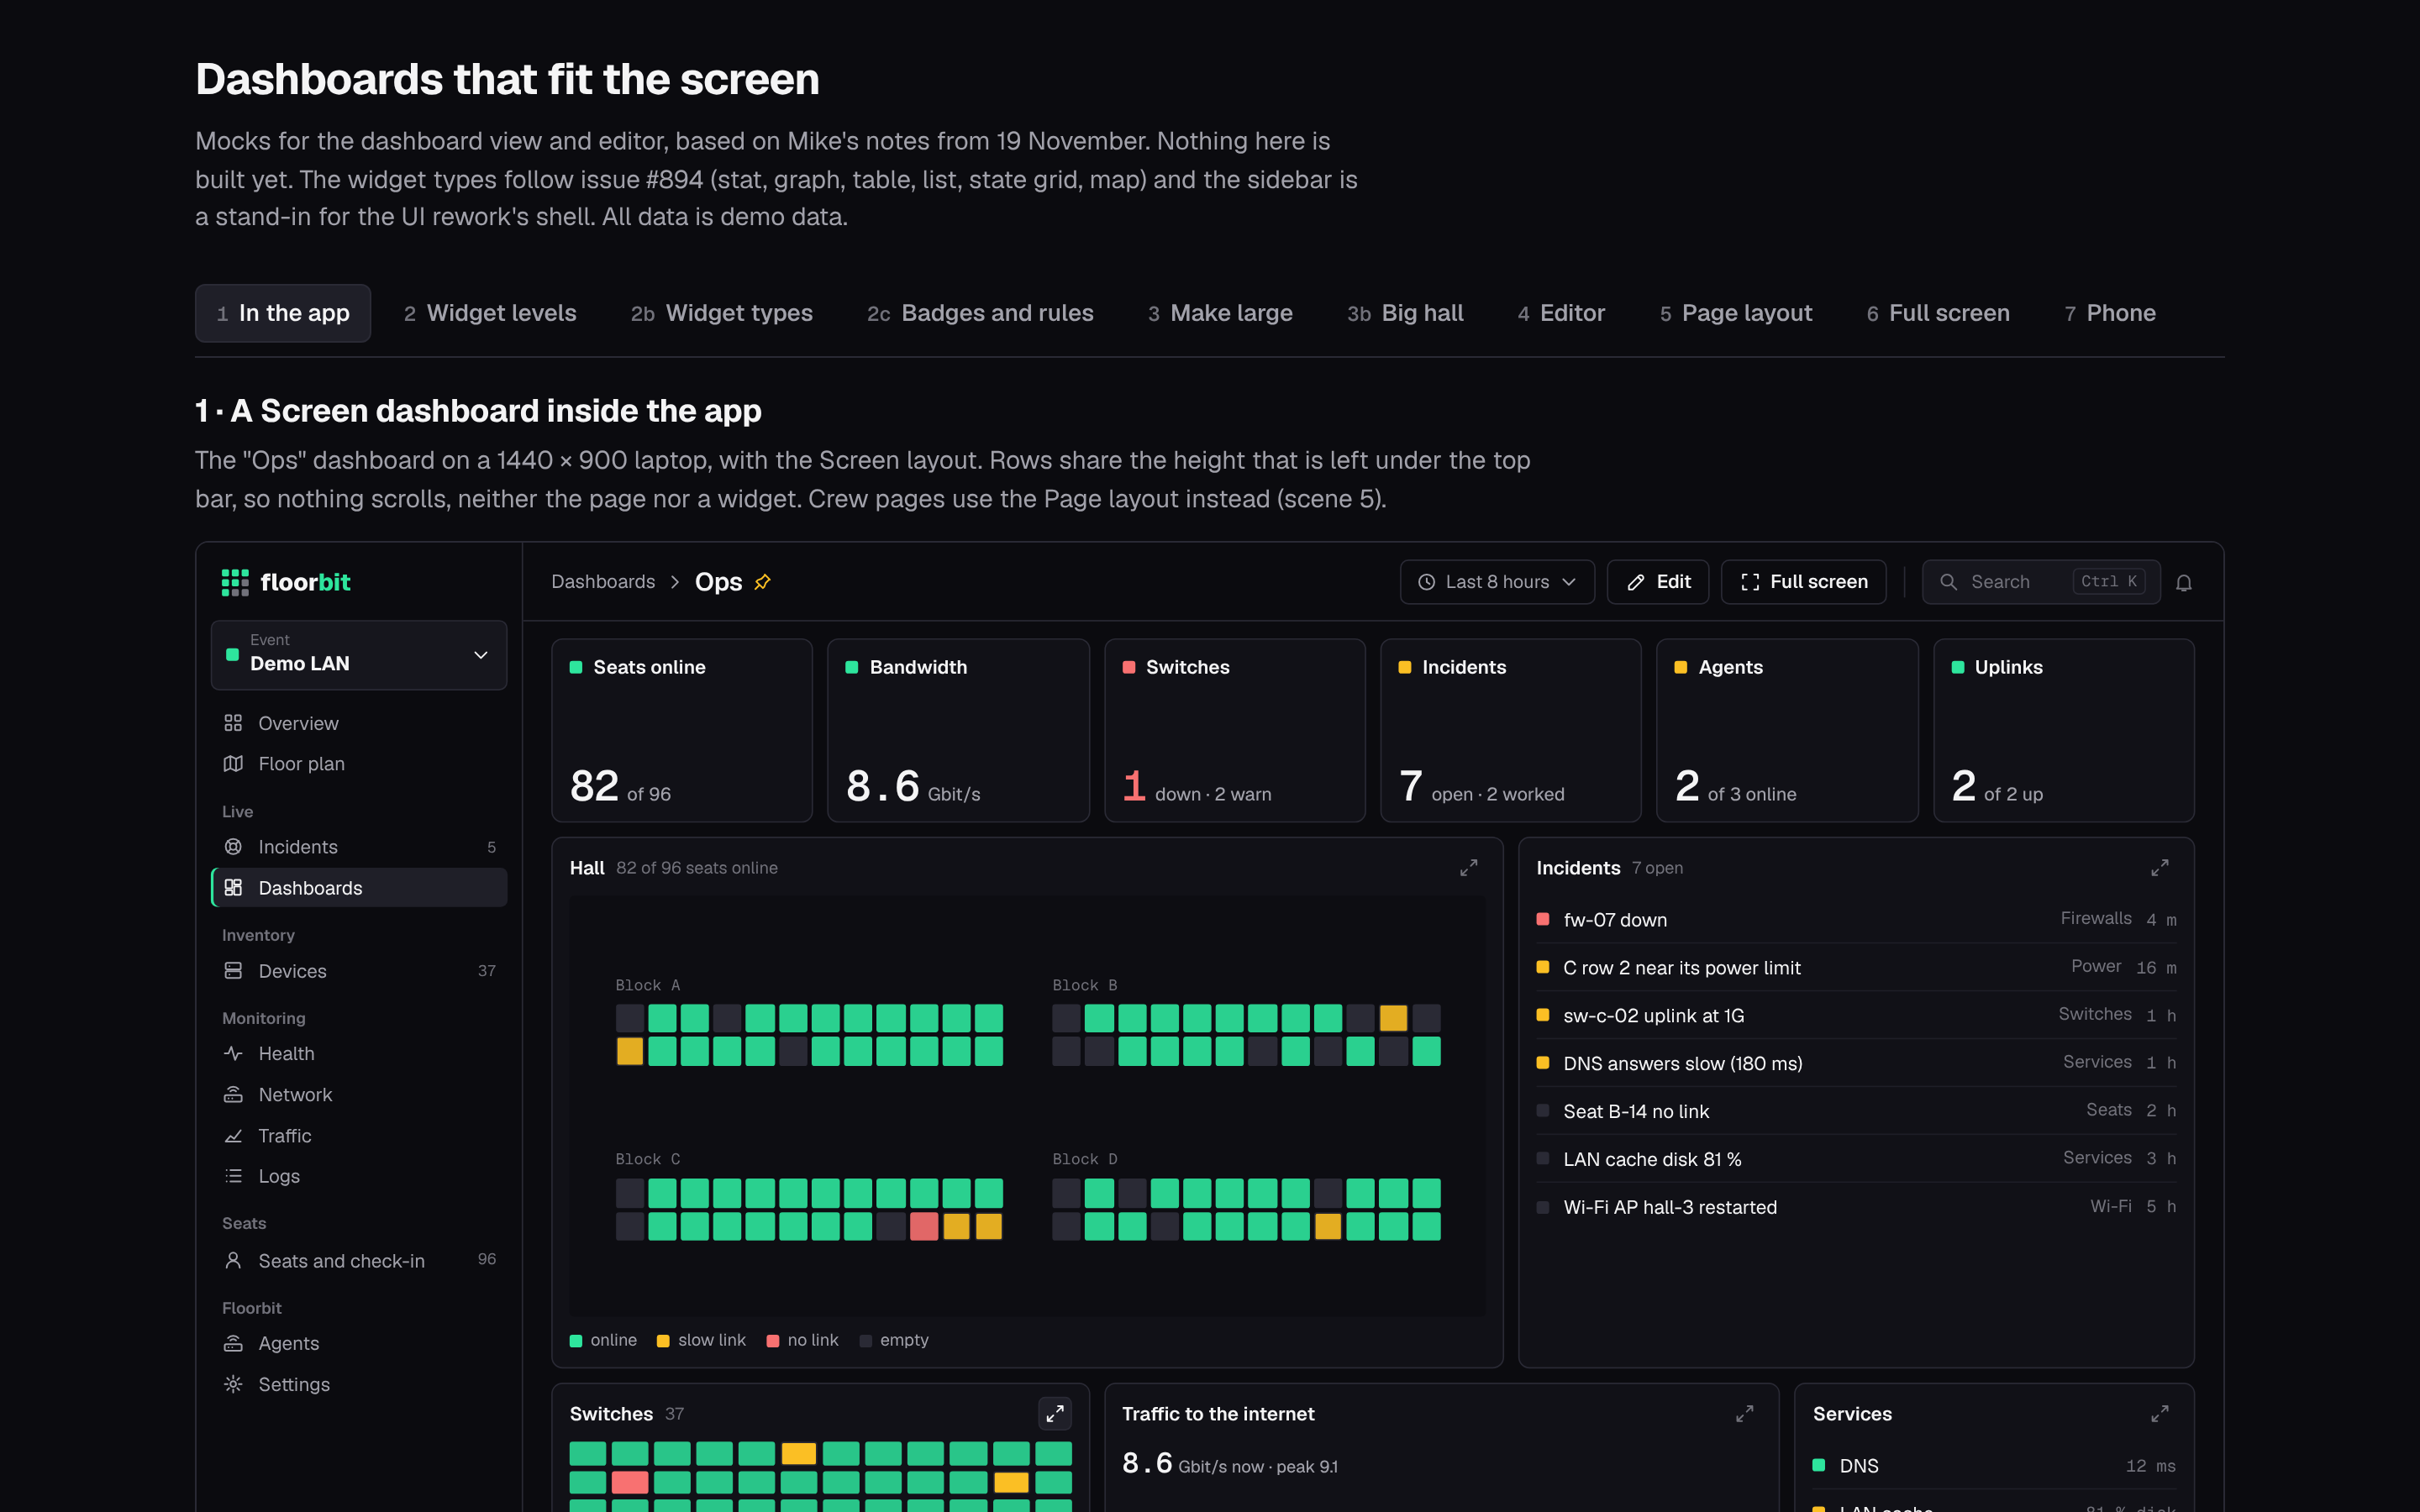 Dashboards that fit the screen
Mocks for the dashboard view and editor, based on Mike's notes from 19 November. Nothing here is
built yet. The widget types follow issue #894 (stat, graph, table, list, state grid, map) and the sidebar is
a stand-in for the UI rework's shell. All data is demo data.
1 In the app
2 Widget levels
2b Widget types
2c Badges and rules
3 Make large
3b Big hall
4 Editor
5 Page layout
6 Full screen
7 Phone
1 · A Screen dashboard inside the app
The "Ops" dashboard on a 1440 × 900 laptop, with the Screen layout. Rows share the height that is left under the top
bar, so nothing scrolls, neither the page nor a widget. Crew pages use the Page layout instead (scene 5).
floorbit
Event
Demo LAN
Overview
Floor plan
Live
Incidents 5
Dashboards
Inventory
Devices 37
Monitoring
Health
Network
Traffic
Logs
Seats
Seats and check-in 96
Floorbit
Agents
Settings
Dashboards > Ops
Last 8 hours
Edit
Full screen
Search Ctrl K
Seats online
82 of 96
Bandwidth
8.6 Gbit/s
Switches
1 down · 2 warn
Incidents
7 open · 2 worked
Agents
2 of 3 online
Uplinks
2 of 2 up
Hall 82 of 96 seats online
Block A
Block B
Block C
Block D
online
slow link
no link
empty
Incidents 7 open
fw-07 down Firewalls 4 m
C row 2 near its power limit Power 16 m
sw-c-02 uplink at 1G Switches 1 h
DNS answers slow (180 ms) Services 1 h
Seat B-14 no link Seats 2 h
LAN cache disk 81 % Services 3 h
Wi-Fi AP hall-3 restarted Wi-Fi 5 h
Switches 37
Traffic to the internet
8.6 Gbit/s now · peak 9.1
Services
DNS 12 ms
LAN cache 81 % disk